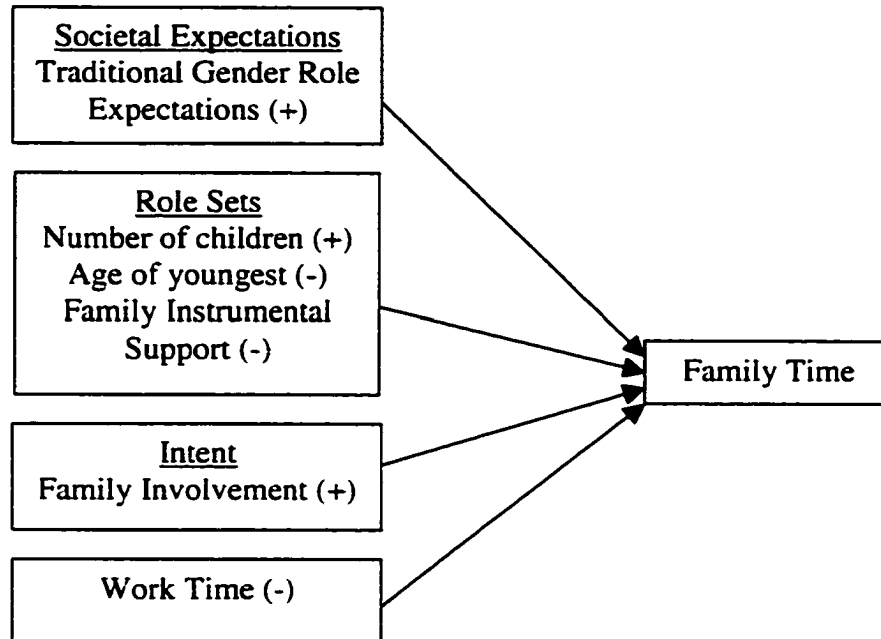 Societal Expectations
Traditional Gender Role
Expectations (+)
Role Sets
Number of children (+)
Age of youngest (-)
Family Instrumental
Support (-)
Family Time
Intent
Family Involvement (+)
Work Time (-)